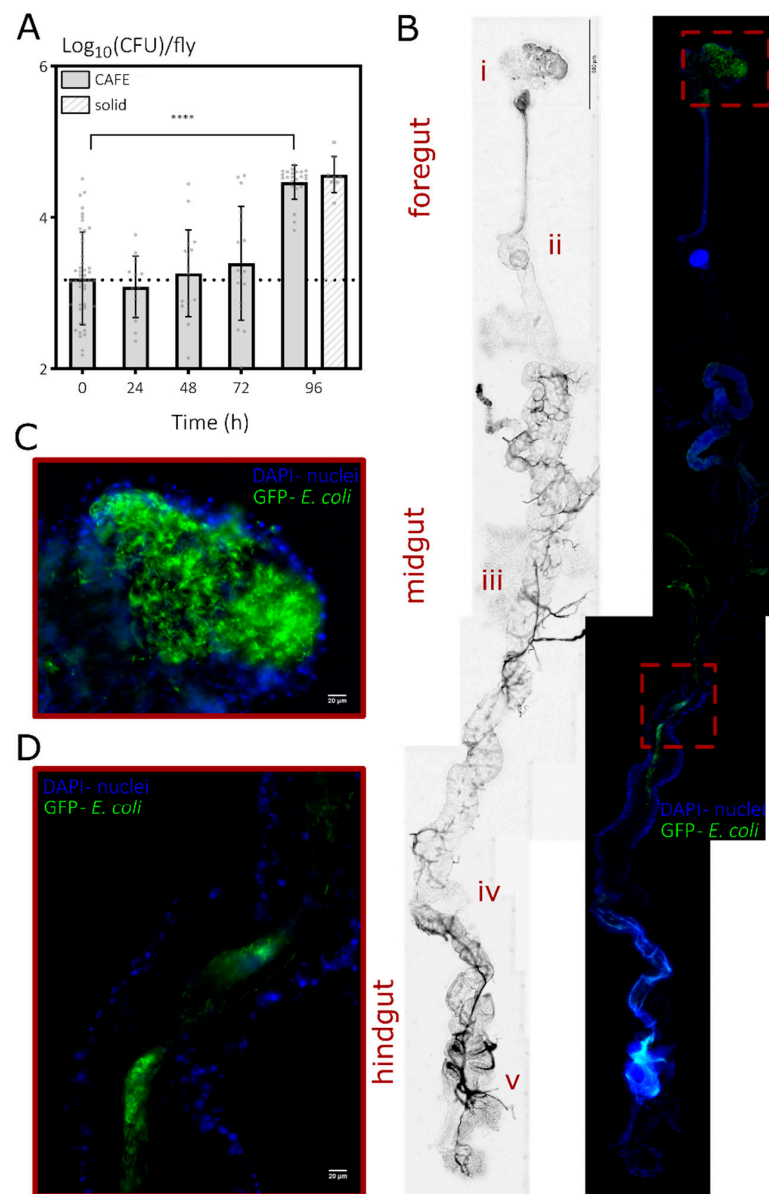 A
Log10(CFU)/fly
CAFE
solid
****
6
4
2
0 24 48 72 96
Time (h)
B
i
ii
iii
iv
v
foregut
midgut
hindgut
DAPI- nuclei
GFP- E. coli
C
DAPI- nuclei
GFP- E. coli
20 µm
D
DAPI- nuclei
GFP- E. coli
20 µm